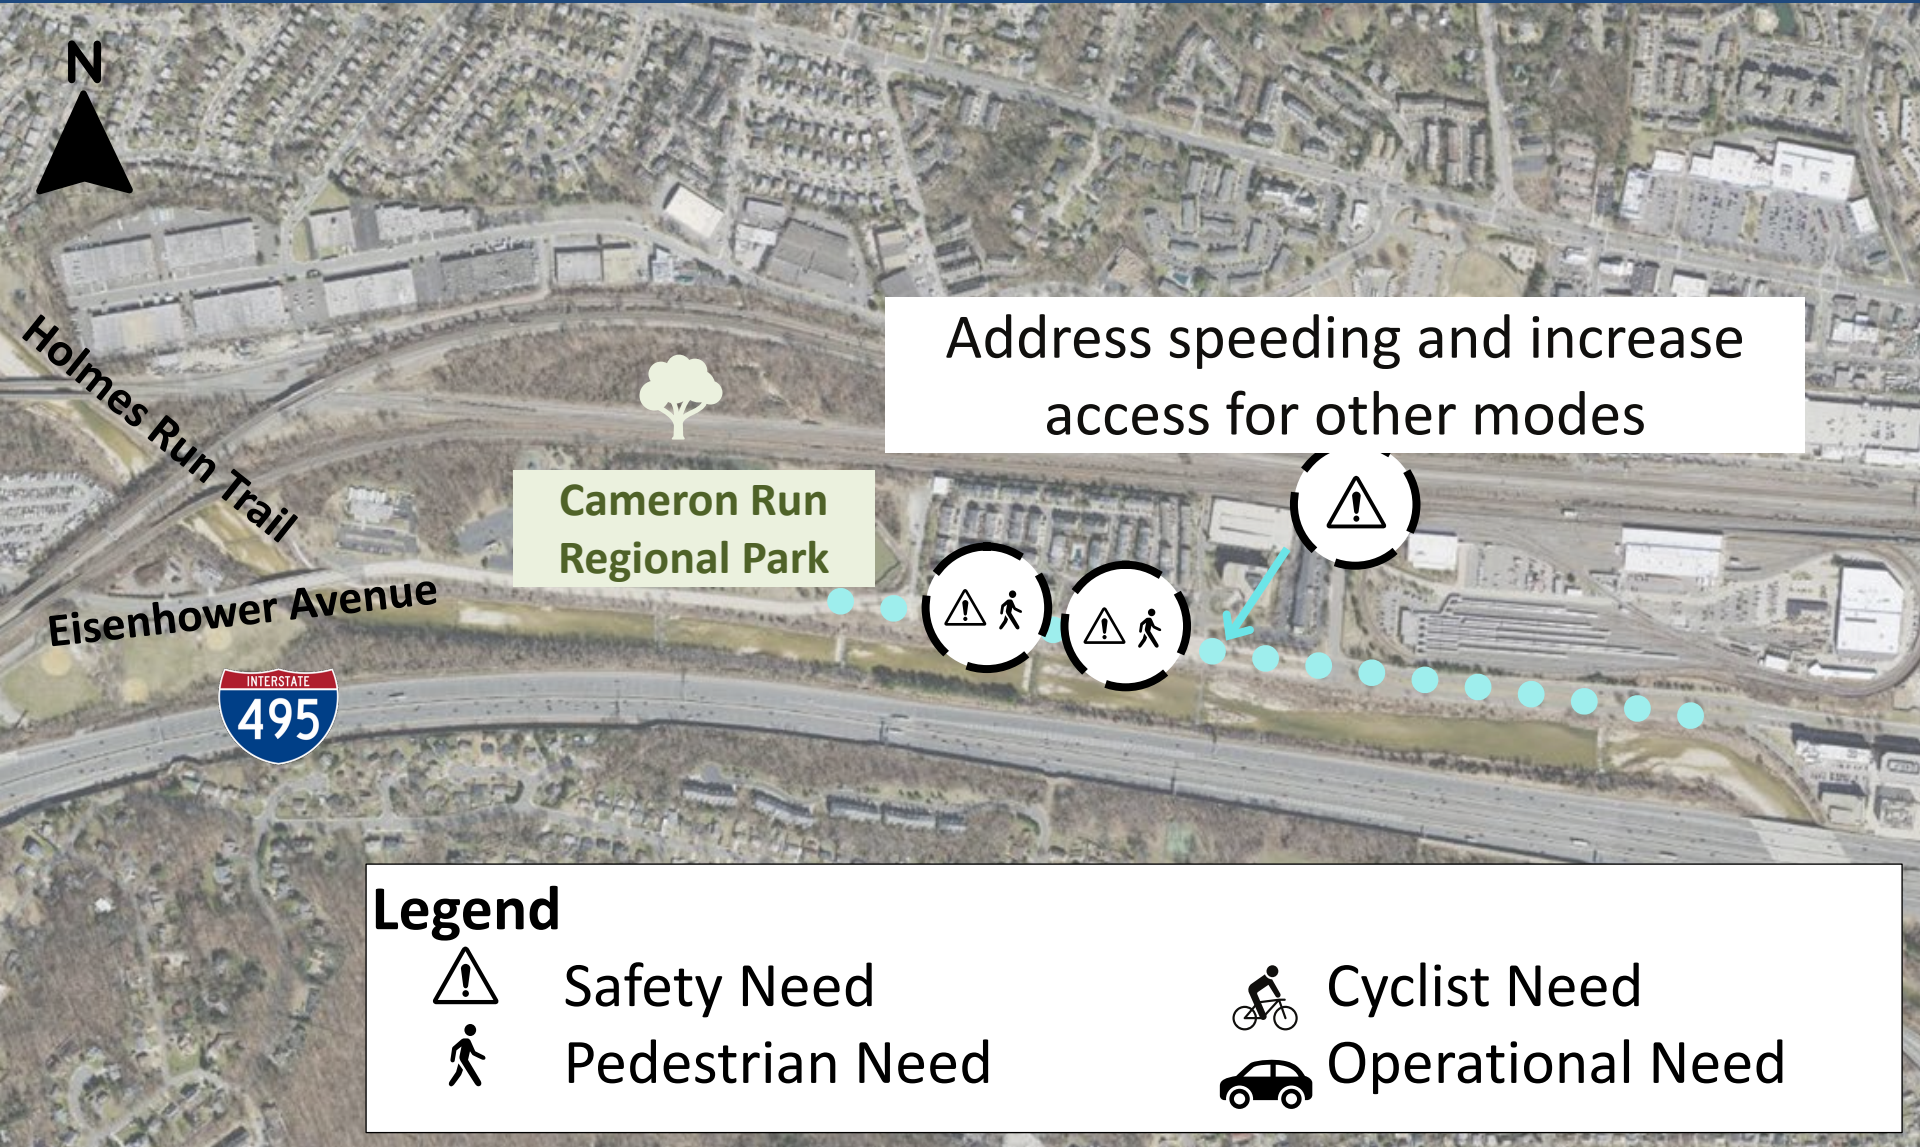 N
Holmes Run Trail
Address speeding and increase
access for other modes
Cameron Run
Regional Park
Eisenhower Avenue
INTERSTATE
495
Legend
Safety Need
Cyclist Need
Pedestrian Need
Operational Need